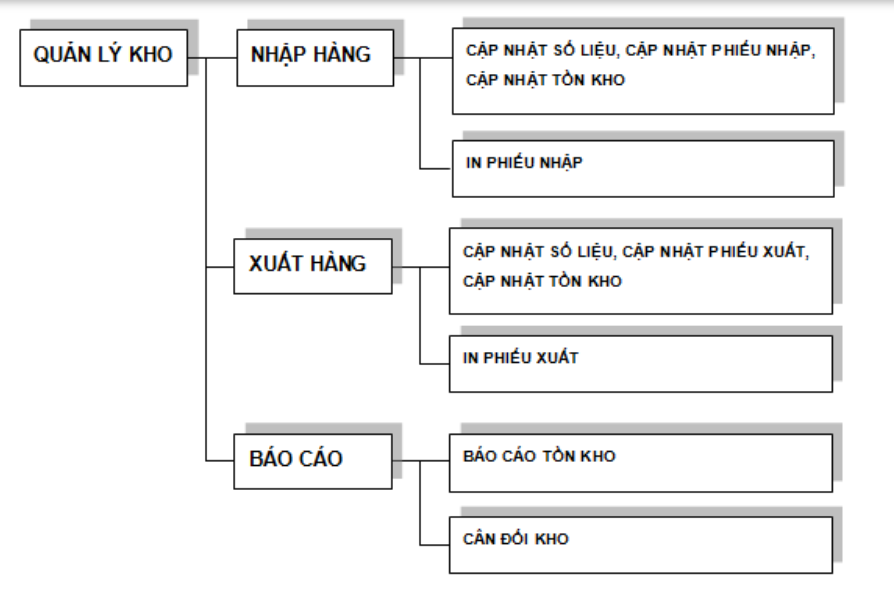 QUẢN LÝ KHO
NHẬP HÀNG
CẬP NHẬT SỐ LIỆU, CẬP NHẬT PHIẾU NHẬP,
CẬP NHẬT TỒN KHO
IN PHIẾU NHẬP
XUẤT HÀNG
CẬP NHẬT SỐ LIỆU, CẬP NHẬT PHIẾU XUẤT,
CẬP NHẬT TỒN KHO
IN PHIẾU XUẤT
BÁO CÁO
BÁO CÁO TỒN KHO
CÂN ĐỐI KHO